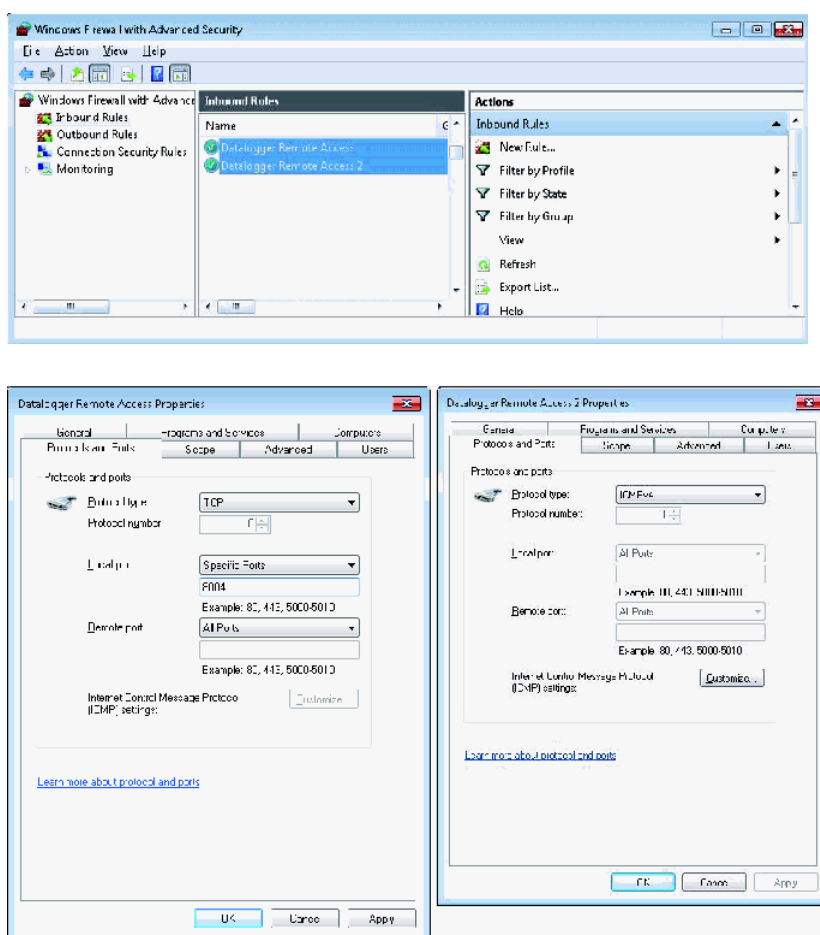 Windows Firewall with Advanced Security
File Action View Help
Windows Firewall with Advance
Inbound Rules
Outbound Rules
Connection Security Rules
Monitoring
Inbound Rules
Name
Datalogger Remote Access
Datalogger Remote Access 2
Actions
Inbound Rules
New Rule...
Filter by Profile
Filter by State
Filter by Group
View
Refresh
Export List...
Help
Datalogger Remote Access Properties
General Programs and Services Computers
Protocols and Ports Scope Advanced Users
Protocols and ports
Protocol type: TCP
Protocol number:
Local port: Specific Ports
Example: 80, 443, 5000-5010
Remote port: All Ports
Example: 80, 443, 5000-5010
Internet Control Message Protocol
(ICMP) settings: Customize
Learn more about protocol and ports
OK Cancel Apply
Datalogger Remote Access 2 Properties
General Programs and Services Computers
Protocols and Ports Scope Advanced Users
Protocols and ports
Protocol type: ICMPv4
Protocol number: 1
Local port: All Ports
Example: 80, 443, 5000-5010
Remote port: All Ports
Example: 80, 443, 5000-5010
Internet Control Message Protocol
(ICMP) settings: Customize...
Learn more about protocol and ports
OK Cancel Apply